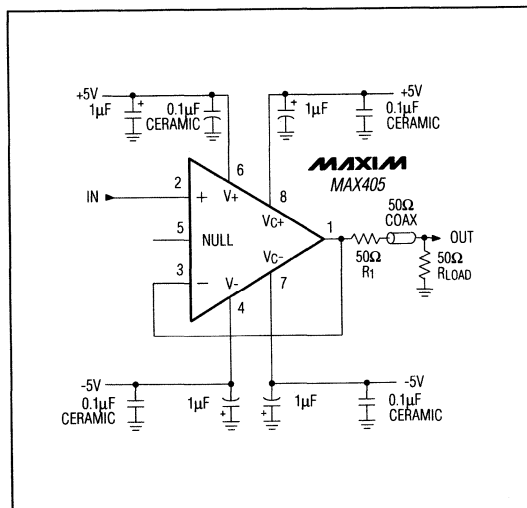 +5V
1µF
+
0.1µF
CERAMIC
+5V
+
1µF
0.1µF
CERAMIC
6
8
MAXIM
MAX405
IN
2
+
V+
VC+
5
NULL
1
50Ω
COAX
OUT
50Ω
R1
50Ω
RLOAD
3
−
V-
VC-
4
7
-5V
0.1µF
CERAMIC
1µF
+
+
1µF
-5V
0.1µF
CERAMIC